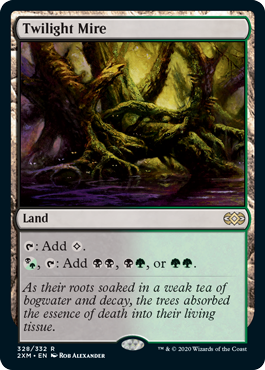 Twilight Mire
Land
: Add .
, : Add , , or .
As their roots soaked in a weak tea of
bogwater and decay, the trees absorbed
the essence of death into their living
tissue.
328/332 R
2XM • EN Rob Alexander
™ & © 2020 Wizards of the Coast